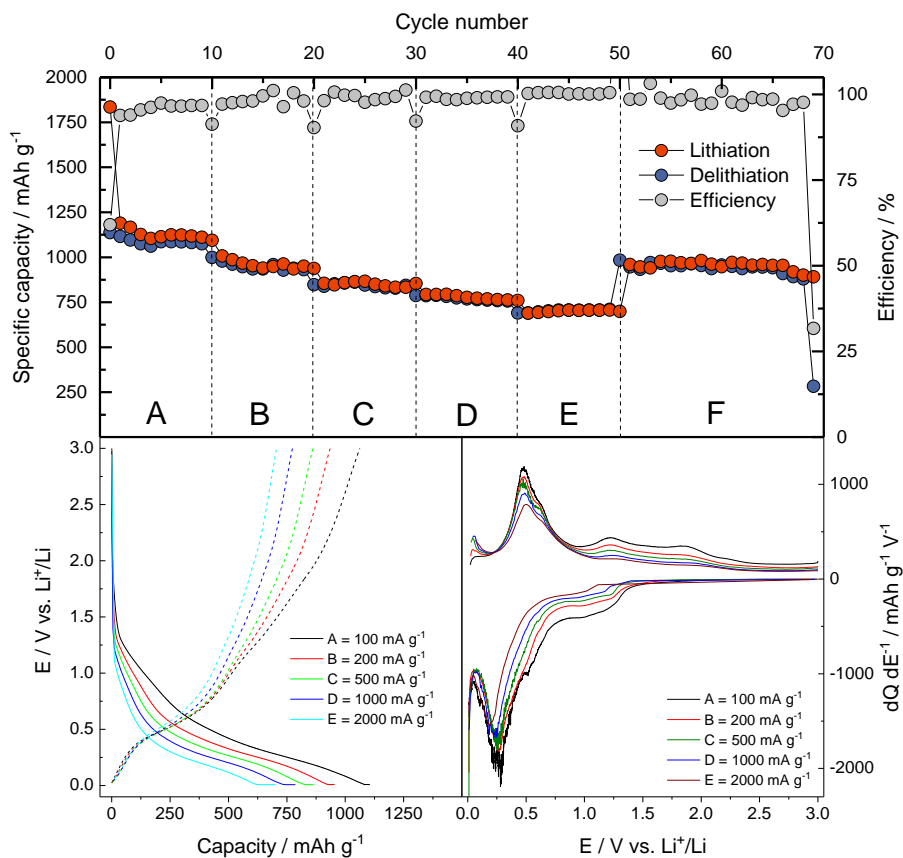 Cycle number
0 10 20 30 40 50 60 70
2000
1750
1500
1250
1000
750
500
250
Specific capacity / mAh g⁻¹
100
75
50
25
0
Efficiency / %
Lithiation
Delithiation
Efficiency
A B C D E F
3.0
2.5
2.0
1.5
1.0
0.5
0.0
E / V vs. Li⁺/Li
A = 100 mA g⁻¹
B = 200 mA g⁻¹
C = 500 mA g⁻¹
D = 1000 mA g⁻¹
E = 2000 mA g⁻¹
0 250 500 750 1000 1250
Capacity / mAh g⁻¹
1000
0
-1000
-2000
dQ dE⁻¹ / mAh g⁻¹ V⁻¹
A = 100 mA g⁻¹
B = 200 mA g⁻¹
C = 500 mA g⁻¹
D = 1000 mA g⁻¹
E = 2000 mA g⁻¹
0.0 0.5 1.0 1.5 2.0 2.5 3.0
E / V vs. Li⁺/Li